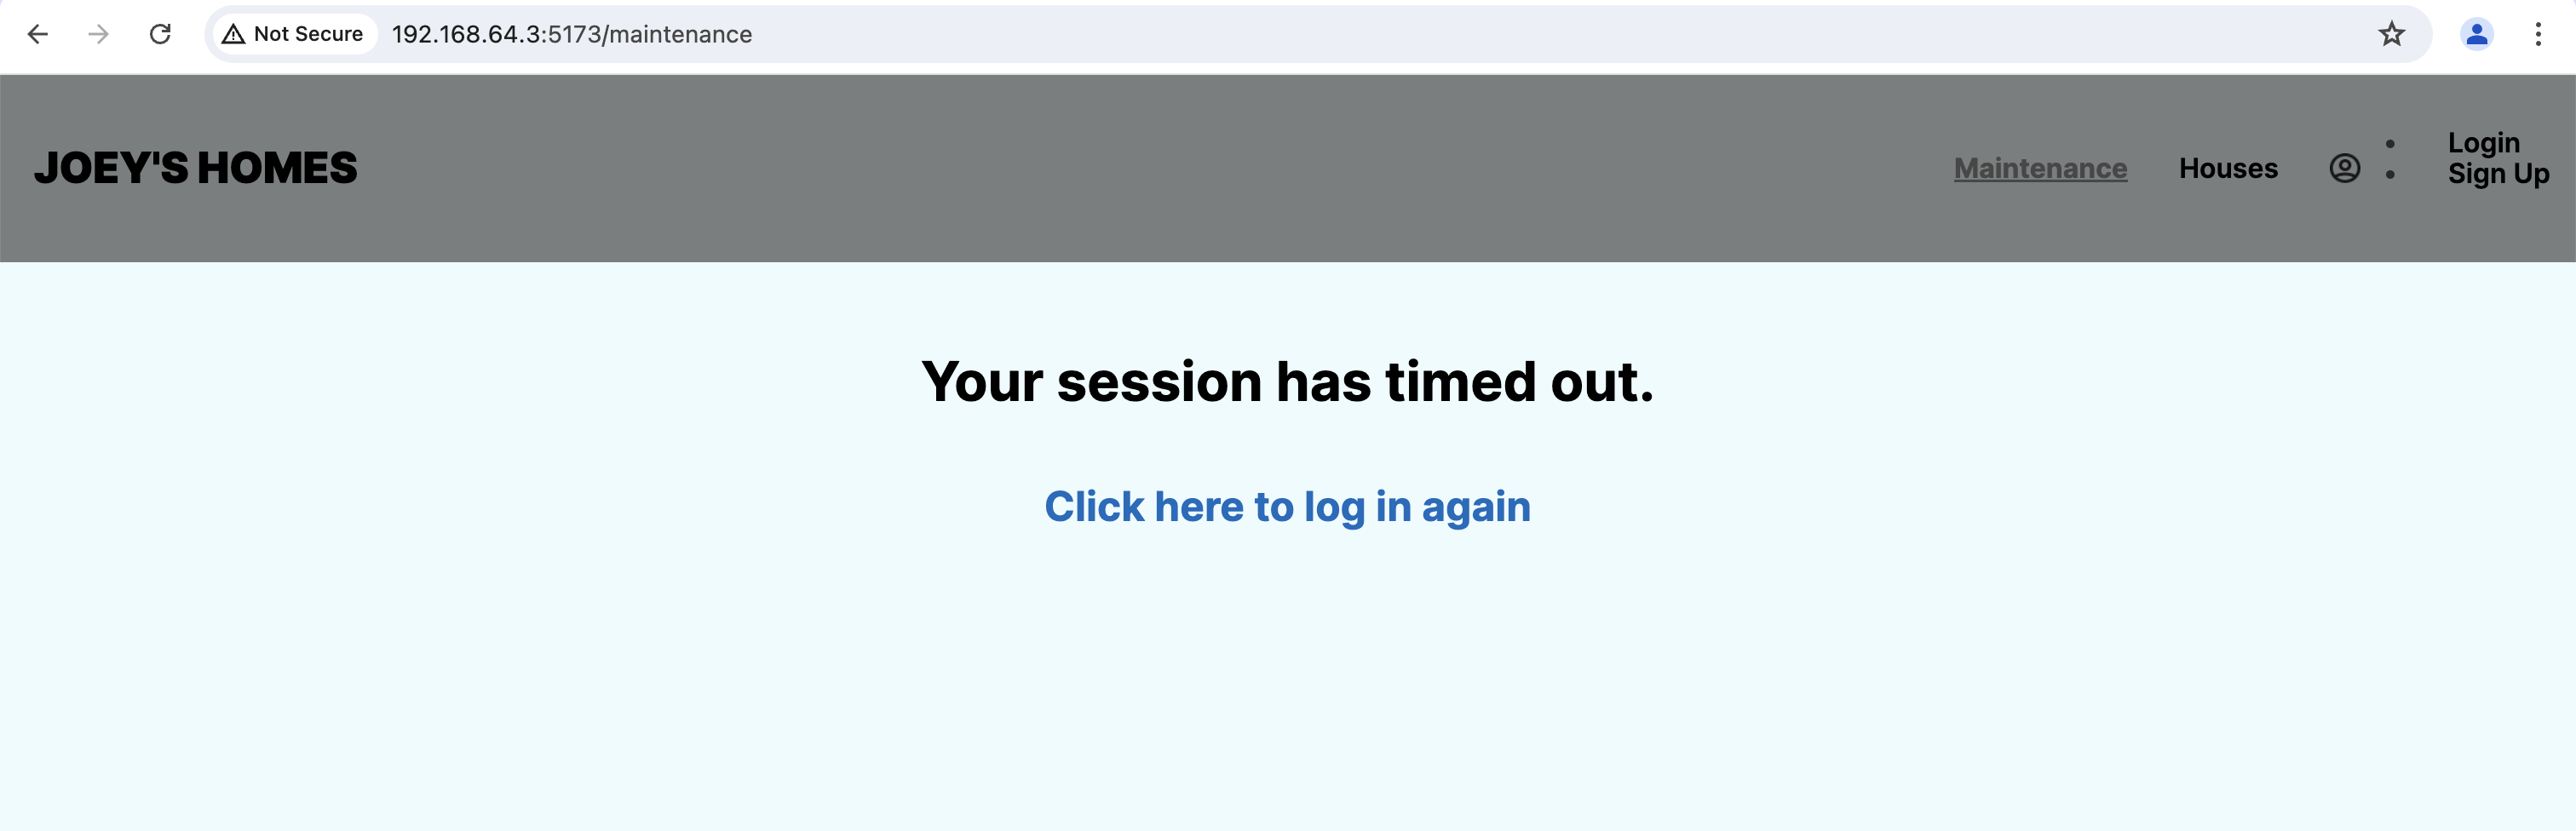 Not Secure 192.168.64.3:5173/maintenance
JOEY'S HOMES
Maintenance Houses
Login
Sign Up
Your session has timed out.
Click here to log in again